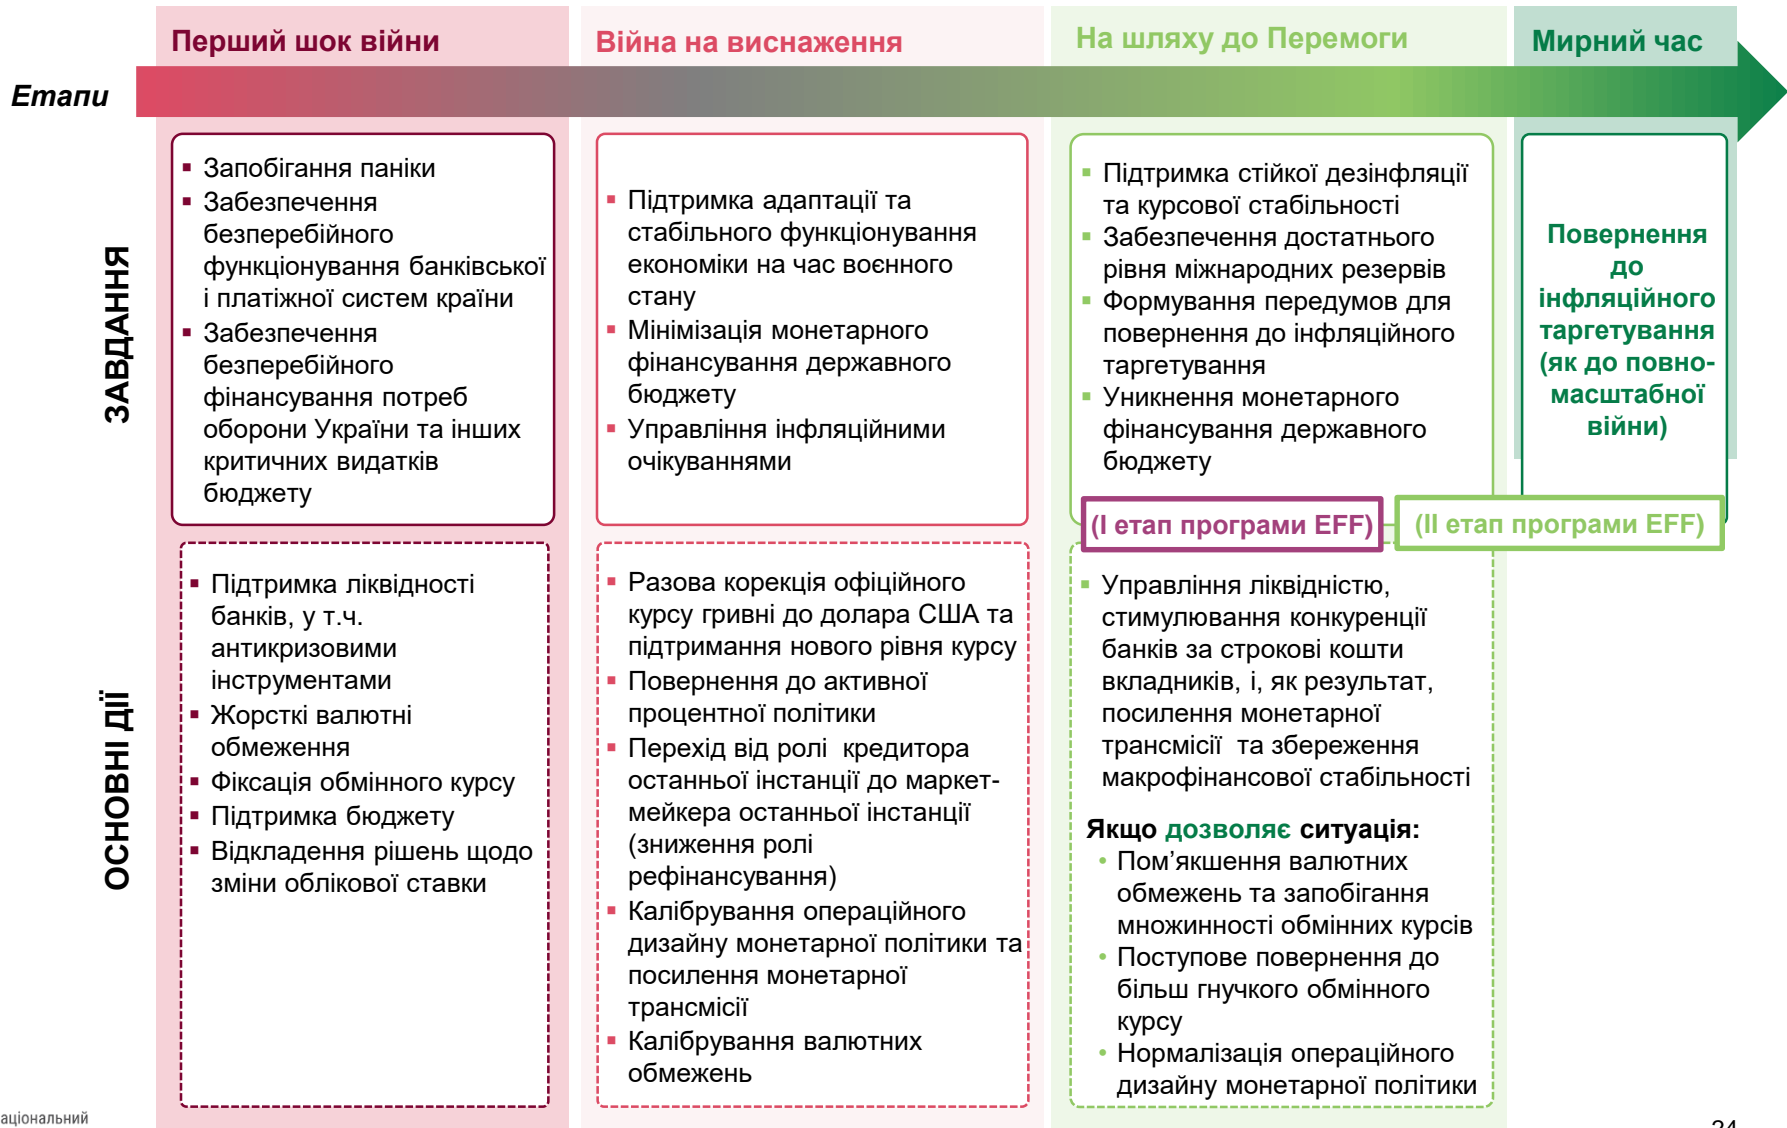 Перший шок війни
Війна на виснаження
На шляху до Перемоги
Мирний час
Етапи
ЗАВДАННЯ
▪ Запобігання паніки
▪ Забезпечення
безперебійного
функціонування банківської
і платіжної систем країни
▪ Забезпечення
безперебійного
фінансування потреб
оборони України та інших
критичних видатків
бюджету
▪ Підтримка адаптації та
стабільного функціонування
економіки на час воєнного
стану
▪ Мінімізація монетарного
фінансування державного
бюджету
▪ Управління інфляційними
очікуваннями
▪ Підтримка стійкої дезінфляції
та курсової стабільності
▪ Забезпечення достатнього
рівня міжнародних резервів
▪ Формування передумов для
повернення до інфляційного
таргетування
▪ Уникнення монетарного
фінансування державного
бюджету
Повернення
до
інфляційного
таргетування
(як до повно-
масштабної
війни)
(І етап програми EFF)
(ІІ етап програми EFF)
ОСНОВНІ ДІЇ
▪ Підтримка ліквідності
банків, у т.ч.
антикризовими
інструментами
▪ Жорсткі валютні
обмеження
▪ Фіксація обмінного курсу
▪ Підтримка бюджету
▪ Відкладення рішень щодо
зміни облікової ставки
▪ Разова корекція офіційного
курсу гривні до долара США та
підтримання нового рівня курсу
▪ Повернення до активної
процентної політики
▪ Перехід від ролі кредитора
останньої інстанції до маркет-
мейкера останньої інстанції
(зниження ролі
рефінансування)
▪ Калібрування операційного
дизайну монетарної політики та
посилення монетарної
трансмісії
▪ Калібрування валютних
обмежень
▪ Управління ліквідністю,
стимулювання конкуренції
банків за строкові кошти
вкладників, і, як результат,
посилення монетарної
трансмісії та збереження
макрофінансової стабільності
Якщо дозволяє ситуація:
• Пом’якшення валютних
обмежень та запобігання
множинності обмінних курсів
• Поступове повернення до
більш гнучкого обмінного
курсу
• Нормалізація операційного
дизайну монетарної політики
аціональний
24